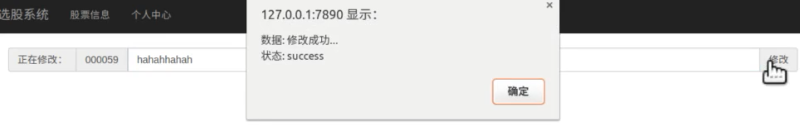 选股系统 股票信息 个人中心
127.0.0.1:7890 显示：
数据: 修改成功...
状态: success
确定
正在修改： 000059 hahahhahah 修改